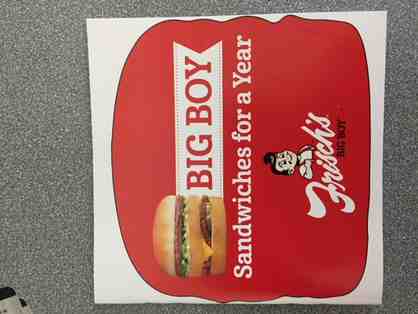 BIG BOY
Sandwiches for a Year
Frisch's
BIG BOY